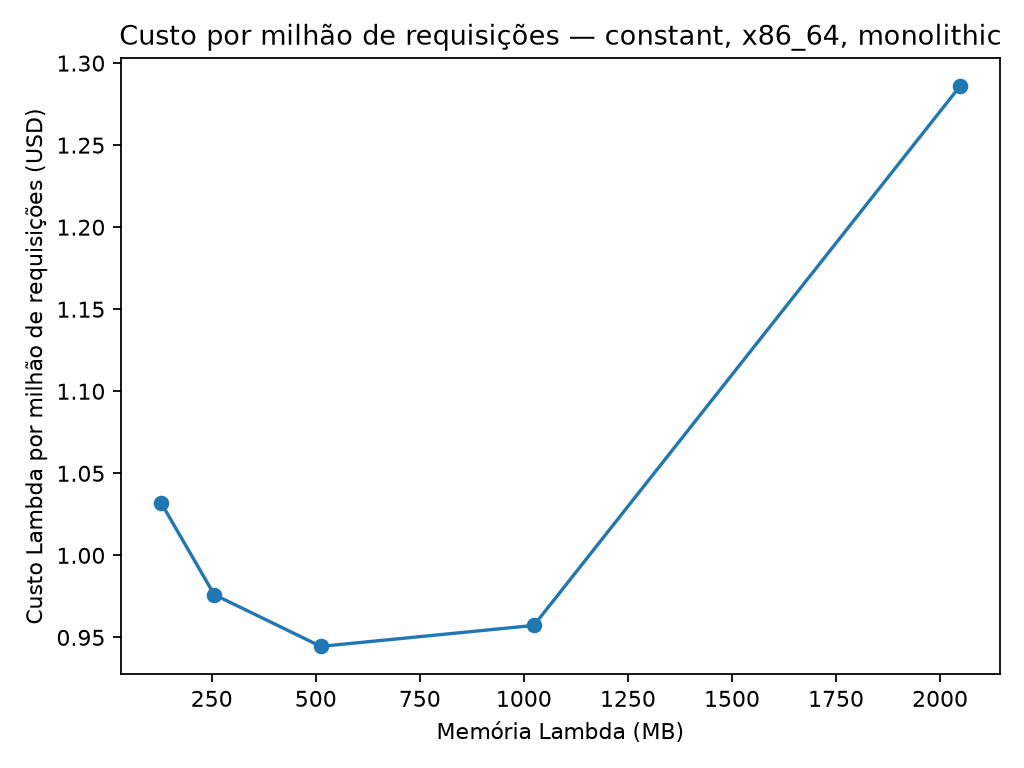 Custo por milhão de requisições — constant, x86_64, monolithic
Custo Lambda por milhão de requisições (USD)
1.30
1.25
1.20
1.15
1.10
1.05
1.00
0.95
250 500 750 1000 1250 1500 1750 2000
Memória Lambda (MB)